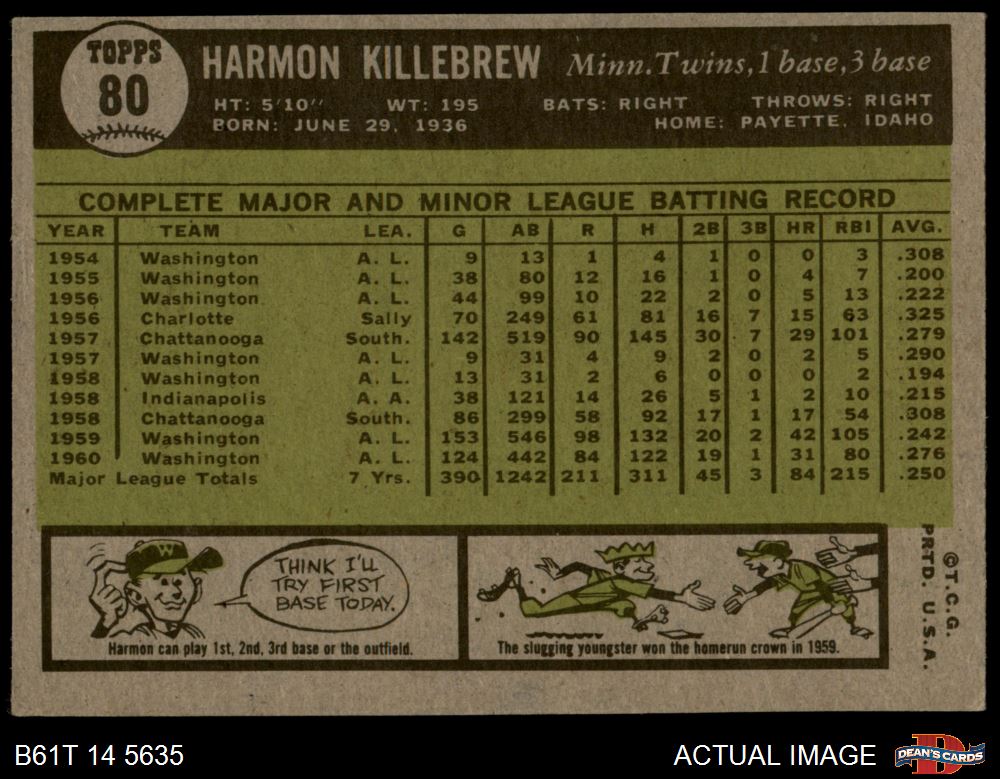 TOPPS
80
HARMON KILLEBREW Minn. Twins, 1 base, 3 base
HT: 5'10'' WT: 195 BATS: RIGHT THROWS: RIGHT
BORN: JUNE 29, 1936 HOME: PAYETTE, IDAHO
COMPLETE MAJOR AND MINOR LEAGUE BATTING RECORD
YEAR TEAM LEA. G AB R H 2B 3B HR RBI AVG.
1954 Washington A. L. 9 13 1 4 1 0 0 3 .308
1955 Washington A. L. 38 80 12 16 1 0 4 7 .200
1956 Washington A. L. 44 99 10 22 2 0 5 13 .222
1956 Charlotte Sally 70 249 61 81 16 7 15 63 .325
1957 Chattanooga South. 142 519 90 145 30 7 29 101 .279
1957 Washington A. L. 9 31 4 9 2 0 2 5 .290
1958 Washington A. L. 13 31 2 6 0 0 0 2 .194
1958 Indianapolis A. A. 38 121 14 26 5 1 2 10 .215
1958 Chattanooga South. 86 299 58 92 17 1 17 54 .308
1959 Washington A. L. 153 546 98 132 20 2 42 105 .242
1960 Washington A. L. 124 442 84 122 19 1 31 80 .276
Major League Totals 7 Yrs. 390 1242 211 311 45 3 84 215 .250
W
THINK I'LL
TRY FIRST
BASE TODAY.
Harmon can play 1st, 2nd, 3rd base or the outfield.
The slugging youngster won the homerun crown in 1959.
©T.C.G.
PRTD. U.S.A.
B61T 14 5635
ACTUAL IMAGE
D
DEAN'S CARDS